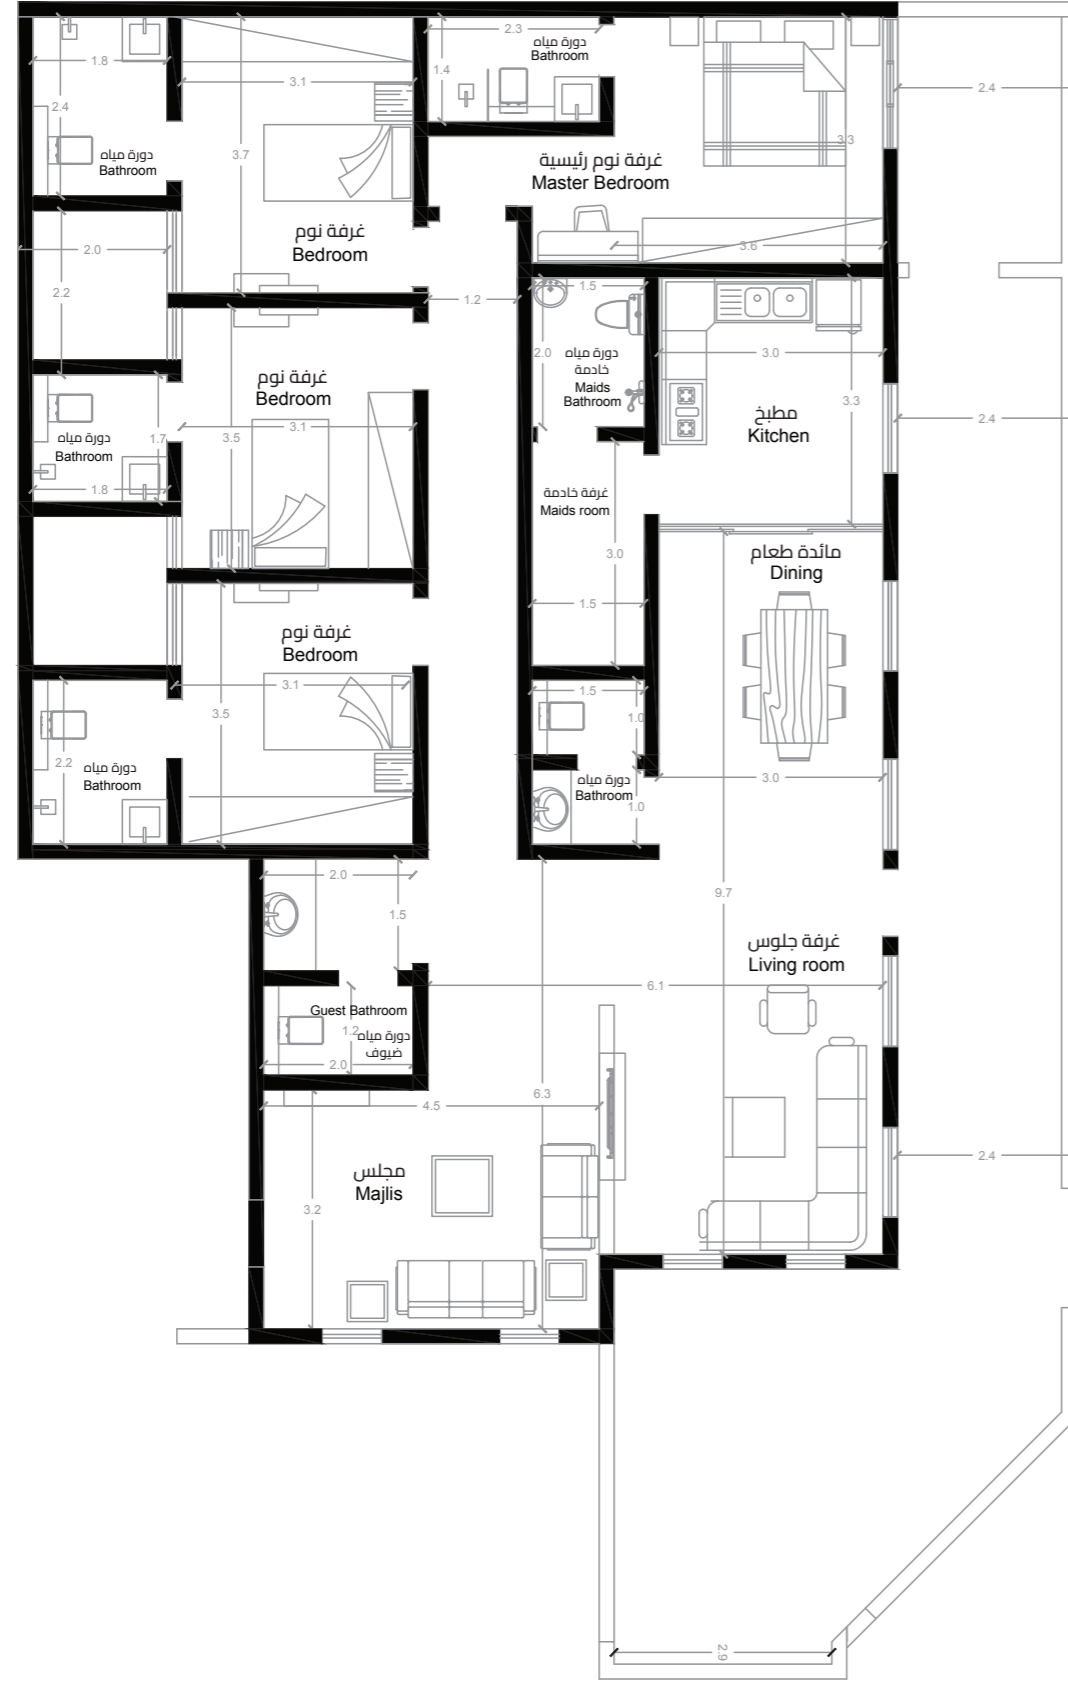 2.3
دورة مياه
Bathroom
1.8
1.4
3.1
2.4
2.4
3.7
3.3
دورة مياه
Bathroom
غرفة نوم رئيسية
Master Bedroom
غرفة نوم
Bedroom
2.0
3.6
2.2
1.2
1.5
2.0
دورة مياه
خادمة
Maids
Bathroom
3.0
غرفة نوم
Bedroom
3.3
مطبخ
Kitchen
2.4
3.1
3.5
1.7
دورة مياه
Bathroom
1.8
غرفة خادمة
Maids room
3.0
مائدة طعام
Dining
1.5
غرفة نوم
Bedroom
3.1
3.5
1.5
1.0
2.2
دورة مياه
Bathroom
دورة مياه
Bathroom
1.0
3.0
2.0
1.5
9.7
غرفة جلوس
Living room
6.1
Guest Bathroom
1.2
دورة مياه
ضيوف
2.0
6.3
4.5
مجلس
Majlis
3.2
2.4
2.9